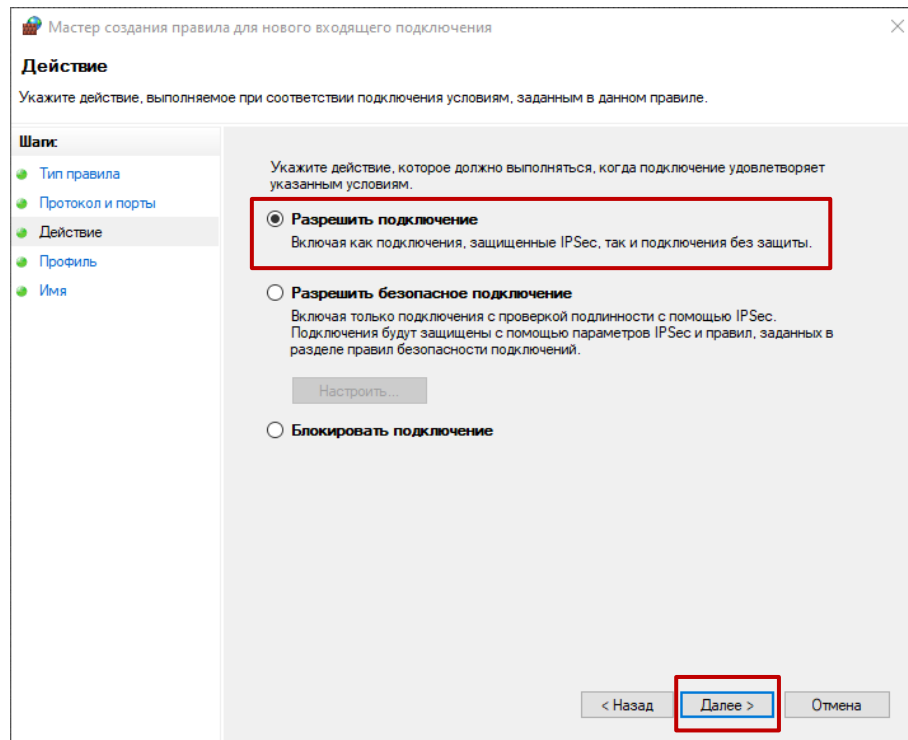 Мастер создания правила для нового входящего подключения
Действие
Укажите действие, выполняемое при соответствии подключения условиям, заданным в данном правиле.
Шаги:
Тип правила
Протокол и порты
Действие
Профиль
Имя
Укажите действие, которое должно выполняться, когда подключение удовлетворяет
указанным условиям.
Разрешить подключение
Включая как подключения, защищенные IPSec, так и подключения без защиты.
Разрешить безопасное подключение
Включая только подключения с проверкой подлинности с помощью IPSec.
Подключения будут защищены с помощью параметров IPSec и правил, заданных в
разделе правил безопасности подключений.
Настроить...
Блокировать подключение
< Назад
Далее >
Отмена